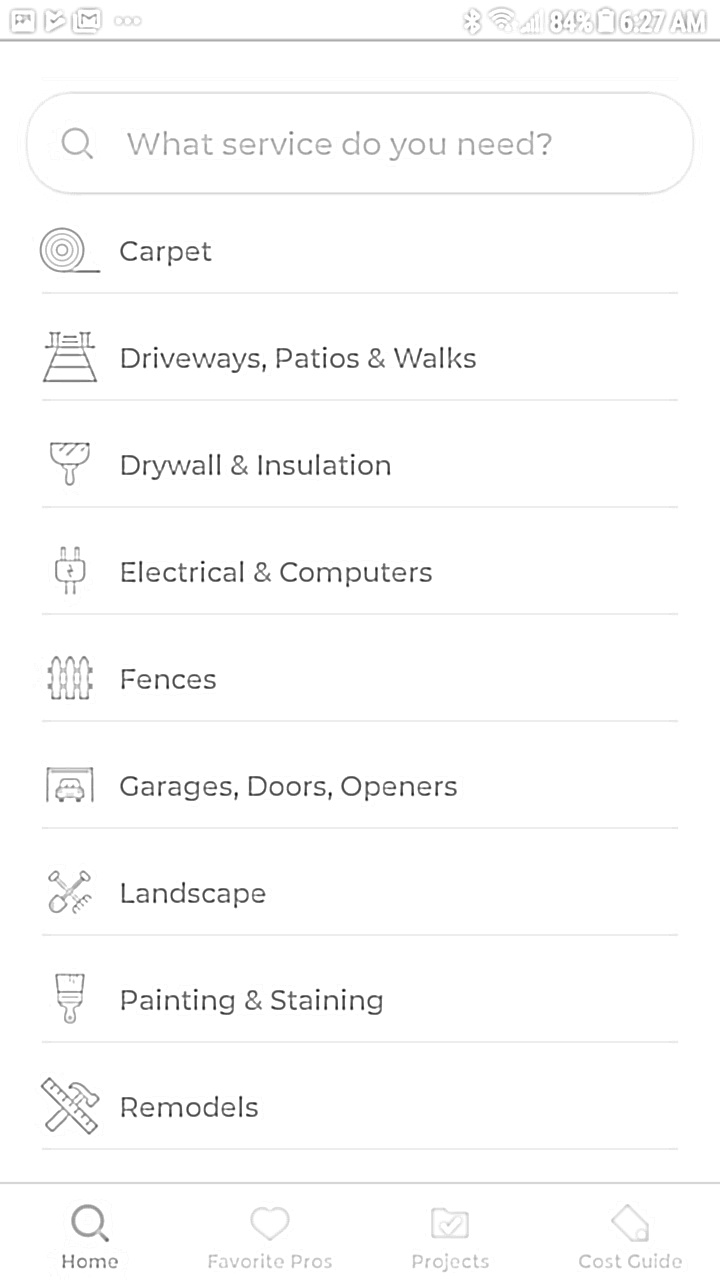 84% 6:27 AM
What service do you need?
Carpet
Driveways, Patios & Walks
Drywall & Insulation
Electrical & Computers
Fences
Garages, Doors, Openers
Landscape
Painting & Staining
Remodels
Home Favorite Pros Projects Cost Guide